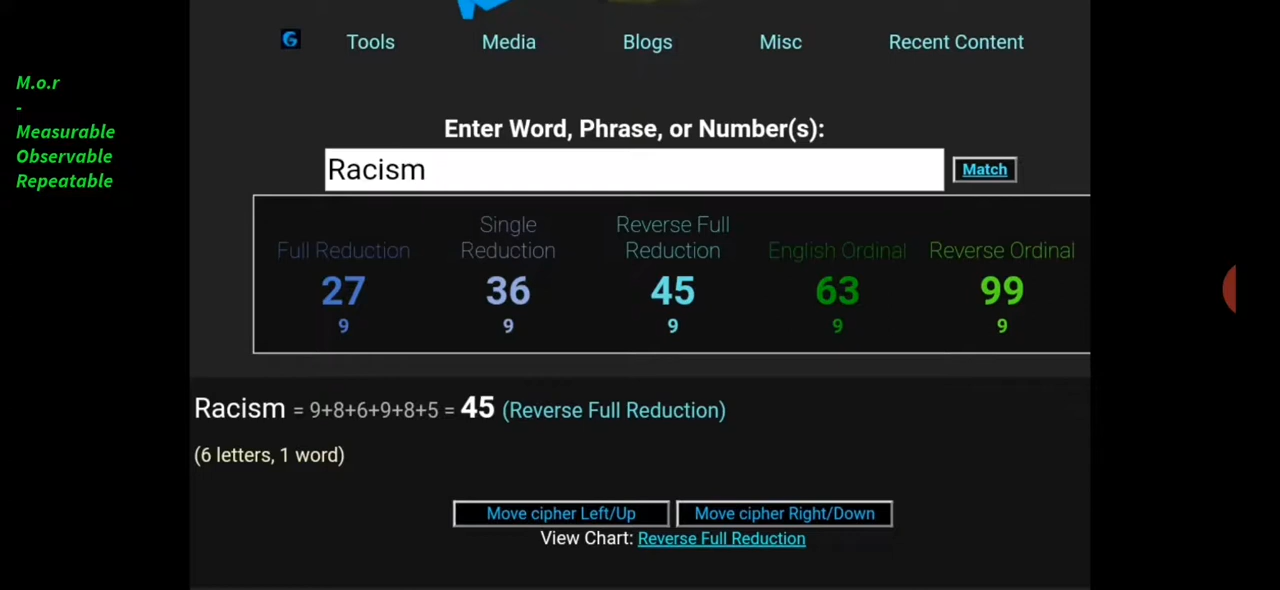 Tools Media Blogs Misc Recent Content
M.o.r
-
Measurable
Observable
Repeatable
Enter Word, Phrase, or Number(s):
Racism Match
Full Reduction Single Reduction Reverse Full Reduction English Ordinal Reverse Ordinal
27 36 45 63 99
9 9 9 9 9
Racism = 9+8+6+9+8+5 = 45 (Reverse Full Reduction)
(6 letters, 1 word)
Move cipher Left/Up Move cipher Right/Down
View Chart: Reverse Full Reduction